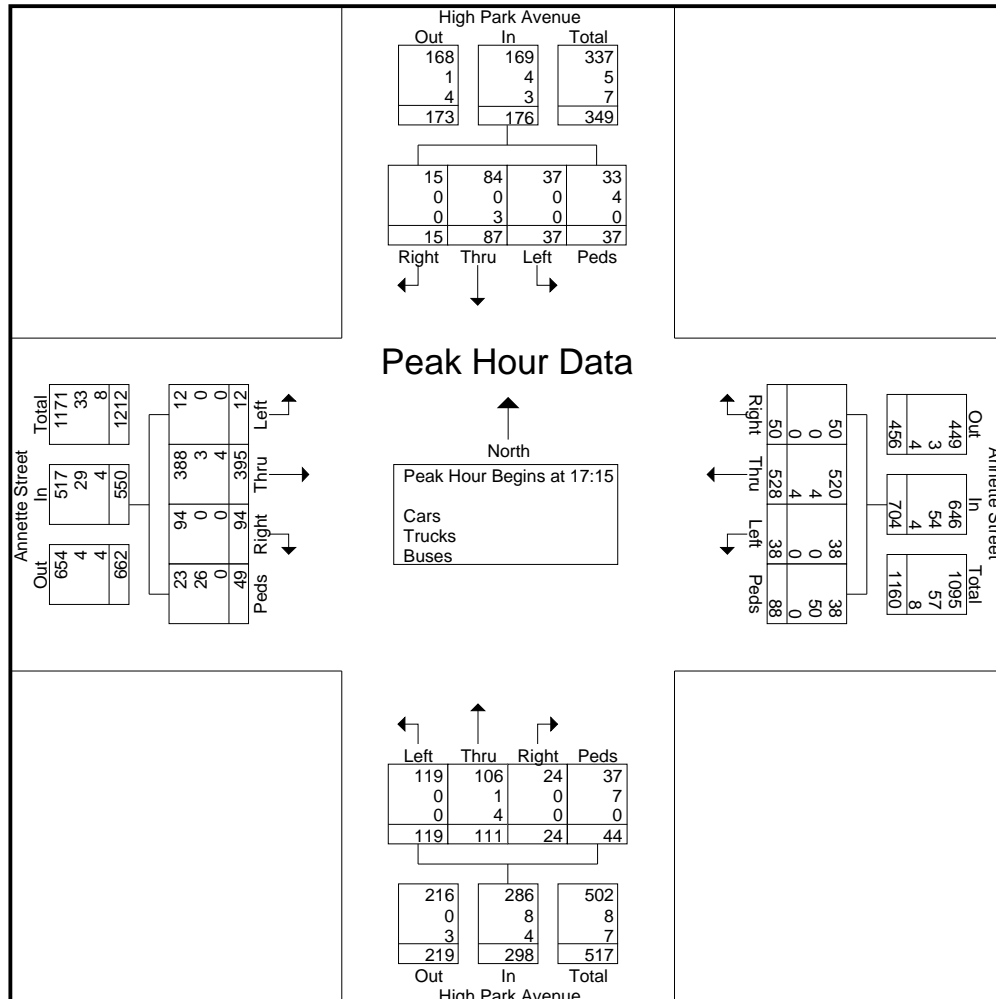 High Park Avenue
Out In Total
168 169 337
1 4 5
4 3 7
173 176 349
15 84 37 33
0 0 0 4
0 3 0 0
15 87 37 37
Right Thru Left Peds
Peak Hour Data
North
Peak Hour Begins at 17:15
Cars
Trucks
Buses
Annette Street
Total In Out
1171 517 654
33 29 4
8 4 4
1212 550 662
12 388 94 23
0 3 0 26
0 4 0 0
12 395 94 49
Left Thru Right Peds
Annette Street
Out In Total
449 646 1095
3 54 57
4 4 8
456 704 1160
50 520 38 38
0 4 0 50
0 4 0 0
50 528 38 88
Right Thru Left Peds
Left Thru Right Peds
119 106 24 37
0 1 0 7
0 4 0 0
119 111 24 44
216 286 502
0 8 8
3 4 7
219 298 517
Out In Total
High Park Avenue